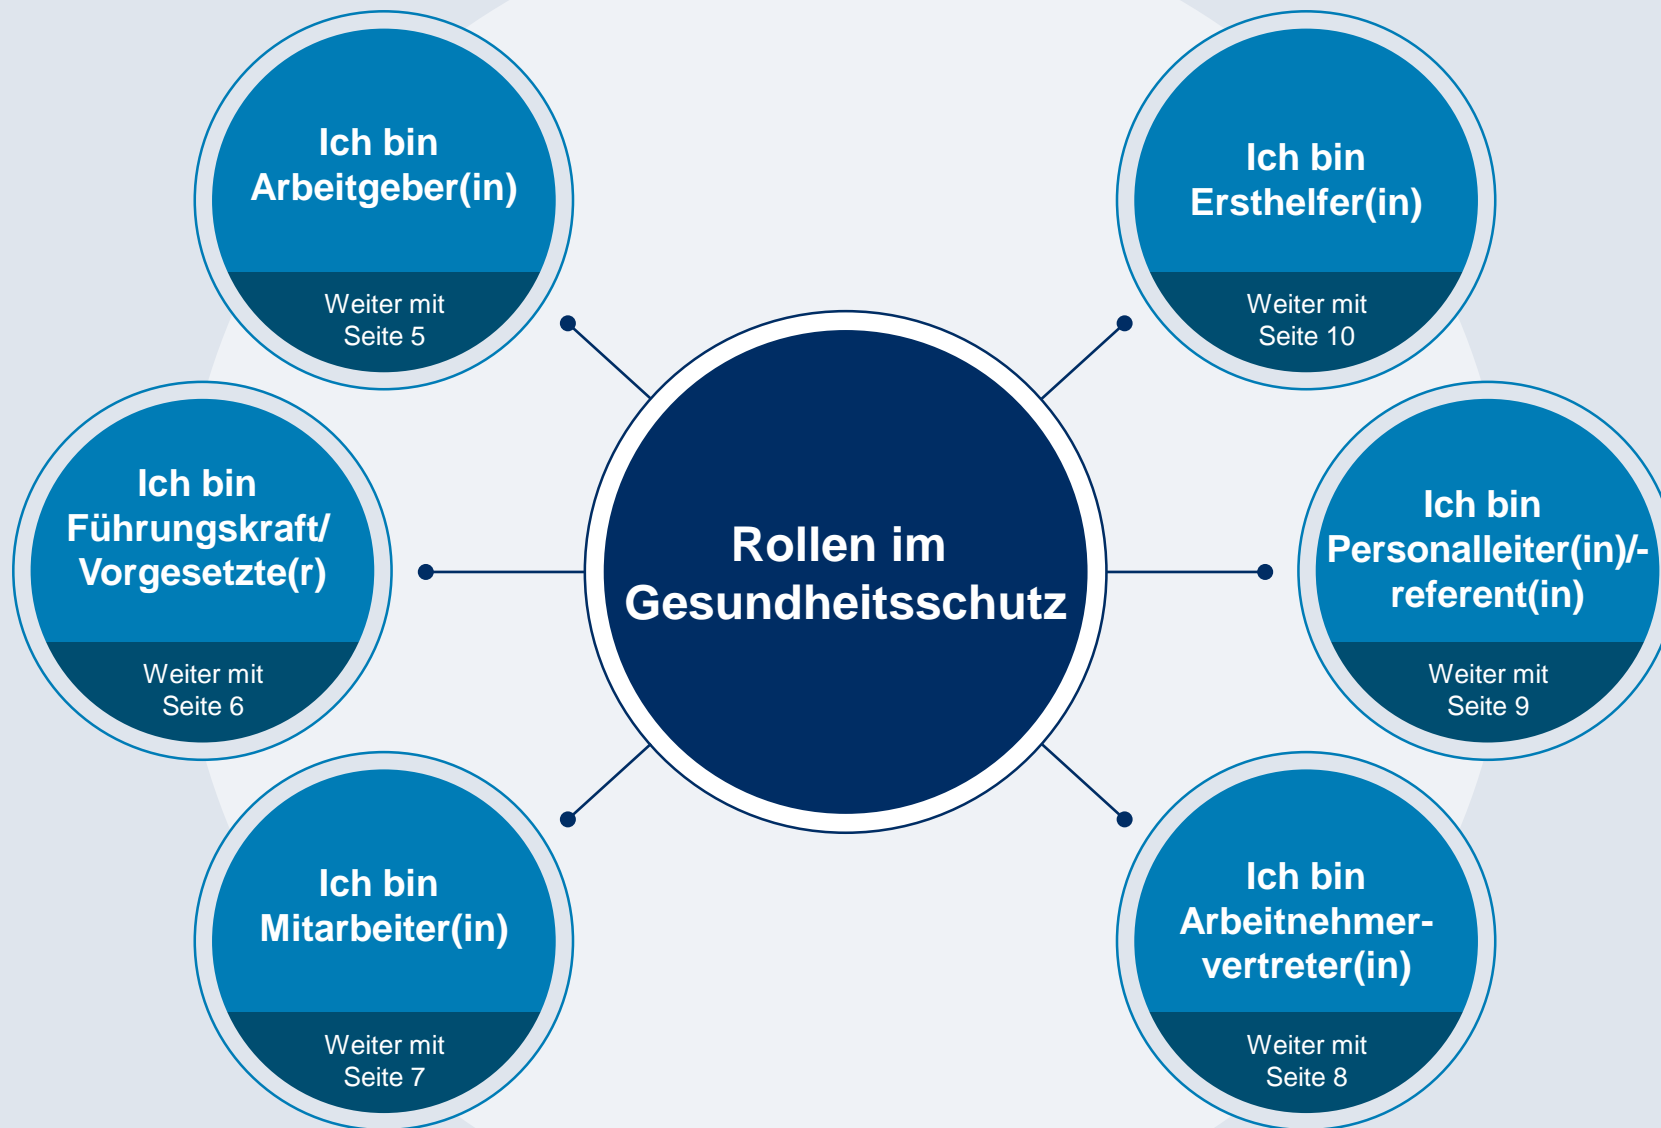 Ich bin
Arbeitgeber(in)
Weiter mit
Seite 5
Ich bin
Ersthelfer(in)
Weiter mit
Seite 10
Ich bin
Führungskraft/
Vorgesetzte(r)
Weiter mit
Seite 6
Rollen im
Gesundheitsschutz
Ich bin
Personalleiter(in)/-
referent(in)
Weiter mit
Seite 9
Ich bin
Mitarbeiter(in)
Weiter mit
Seite 7
Ich bin
Arbeitnehmer-
vertreter(in)
Weiter mit
Seite 8